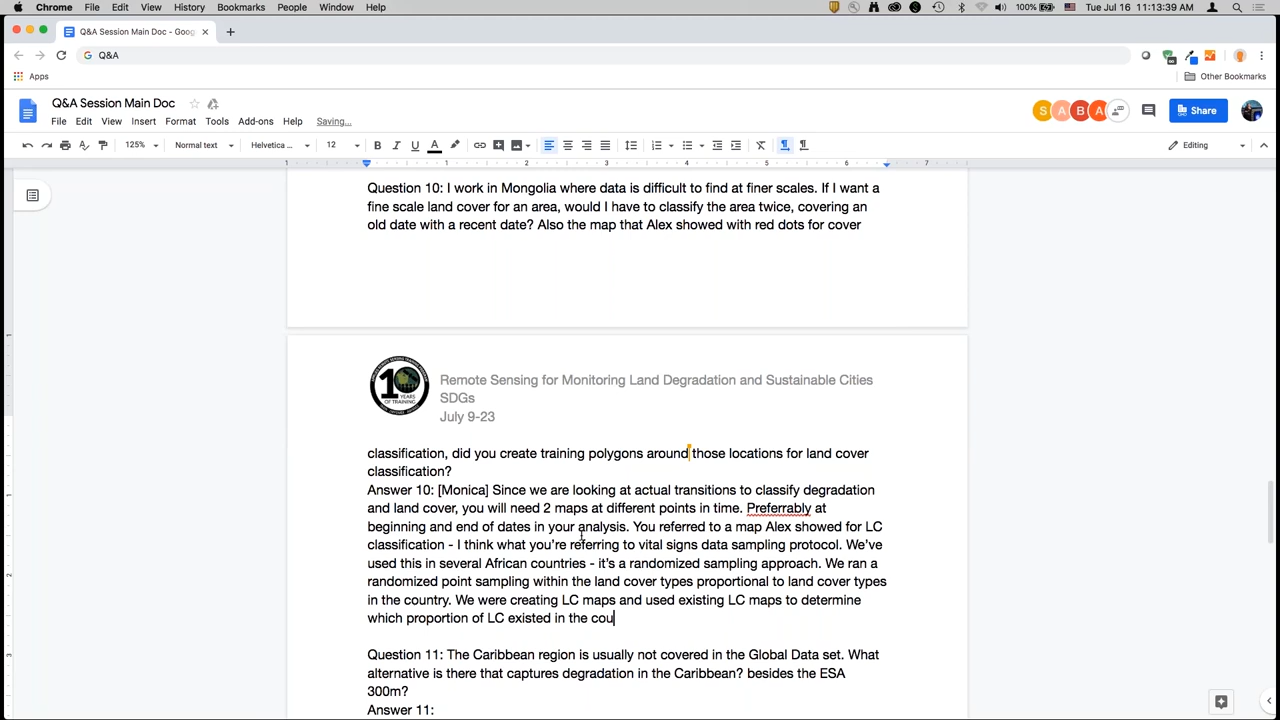 Chrome File Edit View History Bookmarks People Window Help 100% Tue Jul 16 11:13:39 AM
Q&A Session Main Doc - Goog
Q&A
Apps Other Bookmarks
Q&A Session Main Doc
S A B A
Share
File Edit View Insert Format Tools Add-ons Help Saving...
125% Normal text Helvetica ... 12 B I U A Editing
1 1 2 3 4 5 6 7
Question 10: I work in Mongolia where data is difficult to find at finer scales. If I want a
fine scale land cover for an area, would I have to classify the area twice, covering an
old date with a recent date? Also the map that Alex showed with red dots for cover
10
YEARS
OF TRAINING
Remote Sensing for Monitoring Land Degradation and Sustainable Cities
SDGs
July 9-23
classification, did you create training polygons around those locations for land cover
classification?
Answer 10: [Monica] Since we are looking at actual transitions to classify degradation
and land cover, you will need 2 maps at different points in time. Preferrably at
beginning and end of dates in your analysis. You referred to a map Alex showed for LC
classification - I think what you're referring to vital signs data sampling protocol. We've
used this in several African countries - it's a randomized sampling approach. We ran a
randomized point sampling within the land cover types proportional to land cover types
in the country. We were creating LC maps and used existing LC maps to determine
which proportion of LC existed in the cou
Question 11: The Caribbean region is usually not covered in the Global Data set. What
alternative is there that captures degradation in the Caribbean? besides the ESA
300m?
Answer 11: